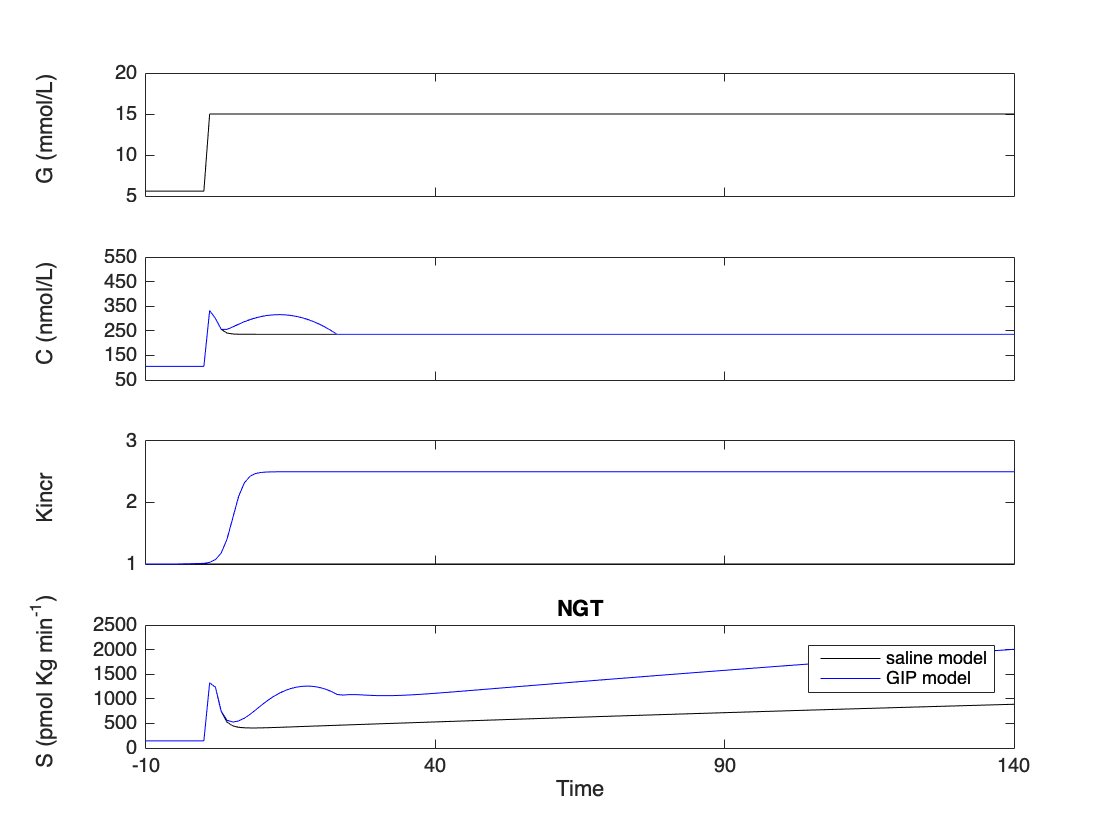 G (mmol/L)
20
15
10
5
C (nmol/L)
550
450
350
250
150
50
Kincr
3
2
1
NGT
S (pmol Kg min⁻¹)
2500
2000
1500
1000
500
0
saline model
GIP model
-10 40 90 140
Time